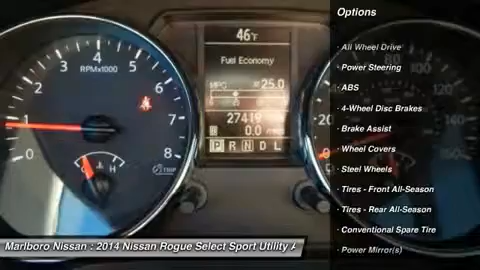 46°F
Fuel Economy
MPG 25.0
27419
0.0
P R N D L
0 1 2 3 4 5 6 7 8
RPMx1000
C H
TRIP
Options
· All Wheel Drive
· Power Steering
· ABS
· 4-Wheel Disc Brakes
· Brake Assist
· Wheel Covers
· Steel Wheels
· Tires - Front All-Season
· Tires - Rear All-Season
· Conventional Spare Tire
· Power Mirror(s)
Marlboro Nissan : 2014 Nissan Rogue Select Sport Utility A